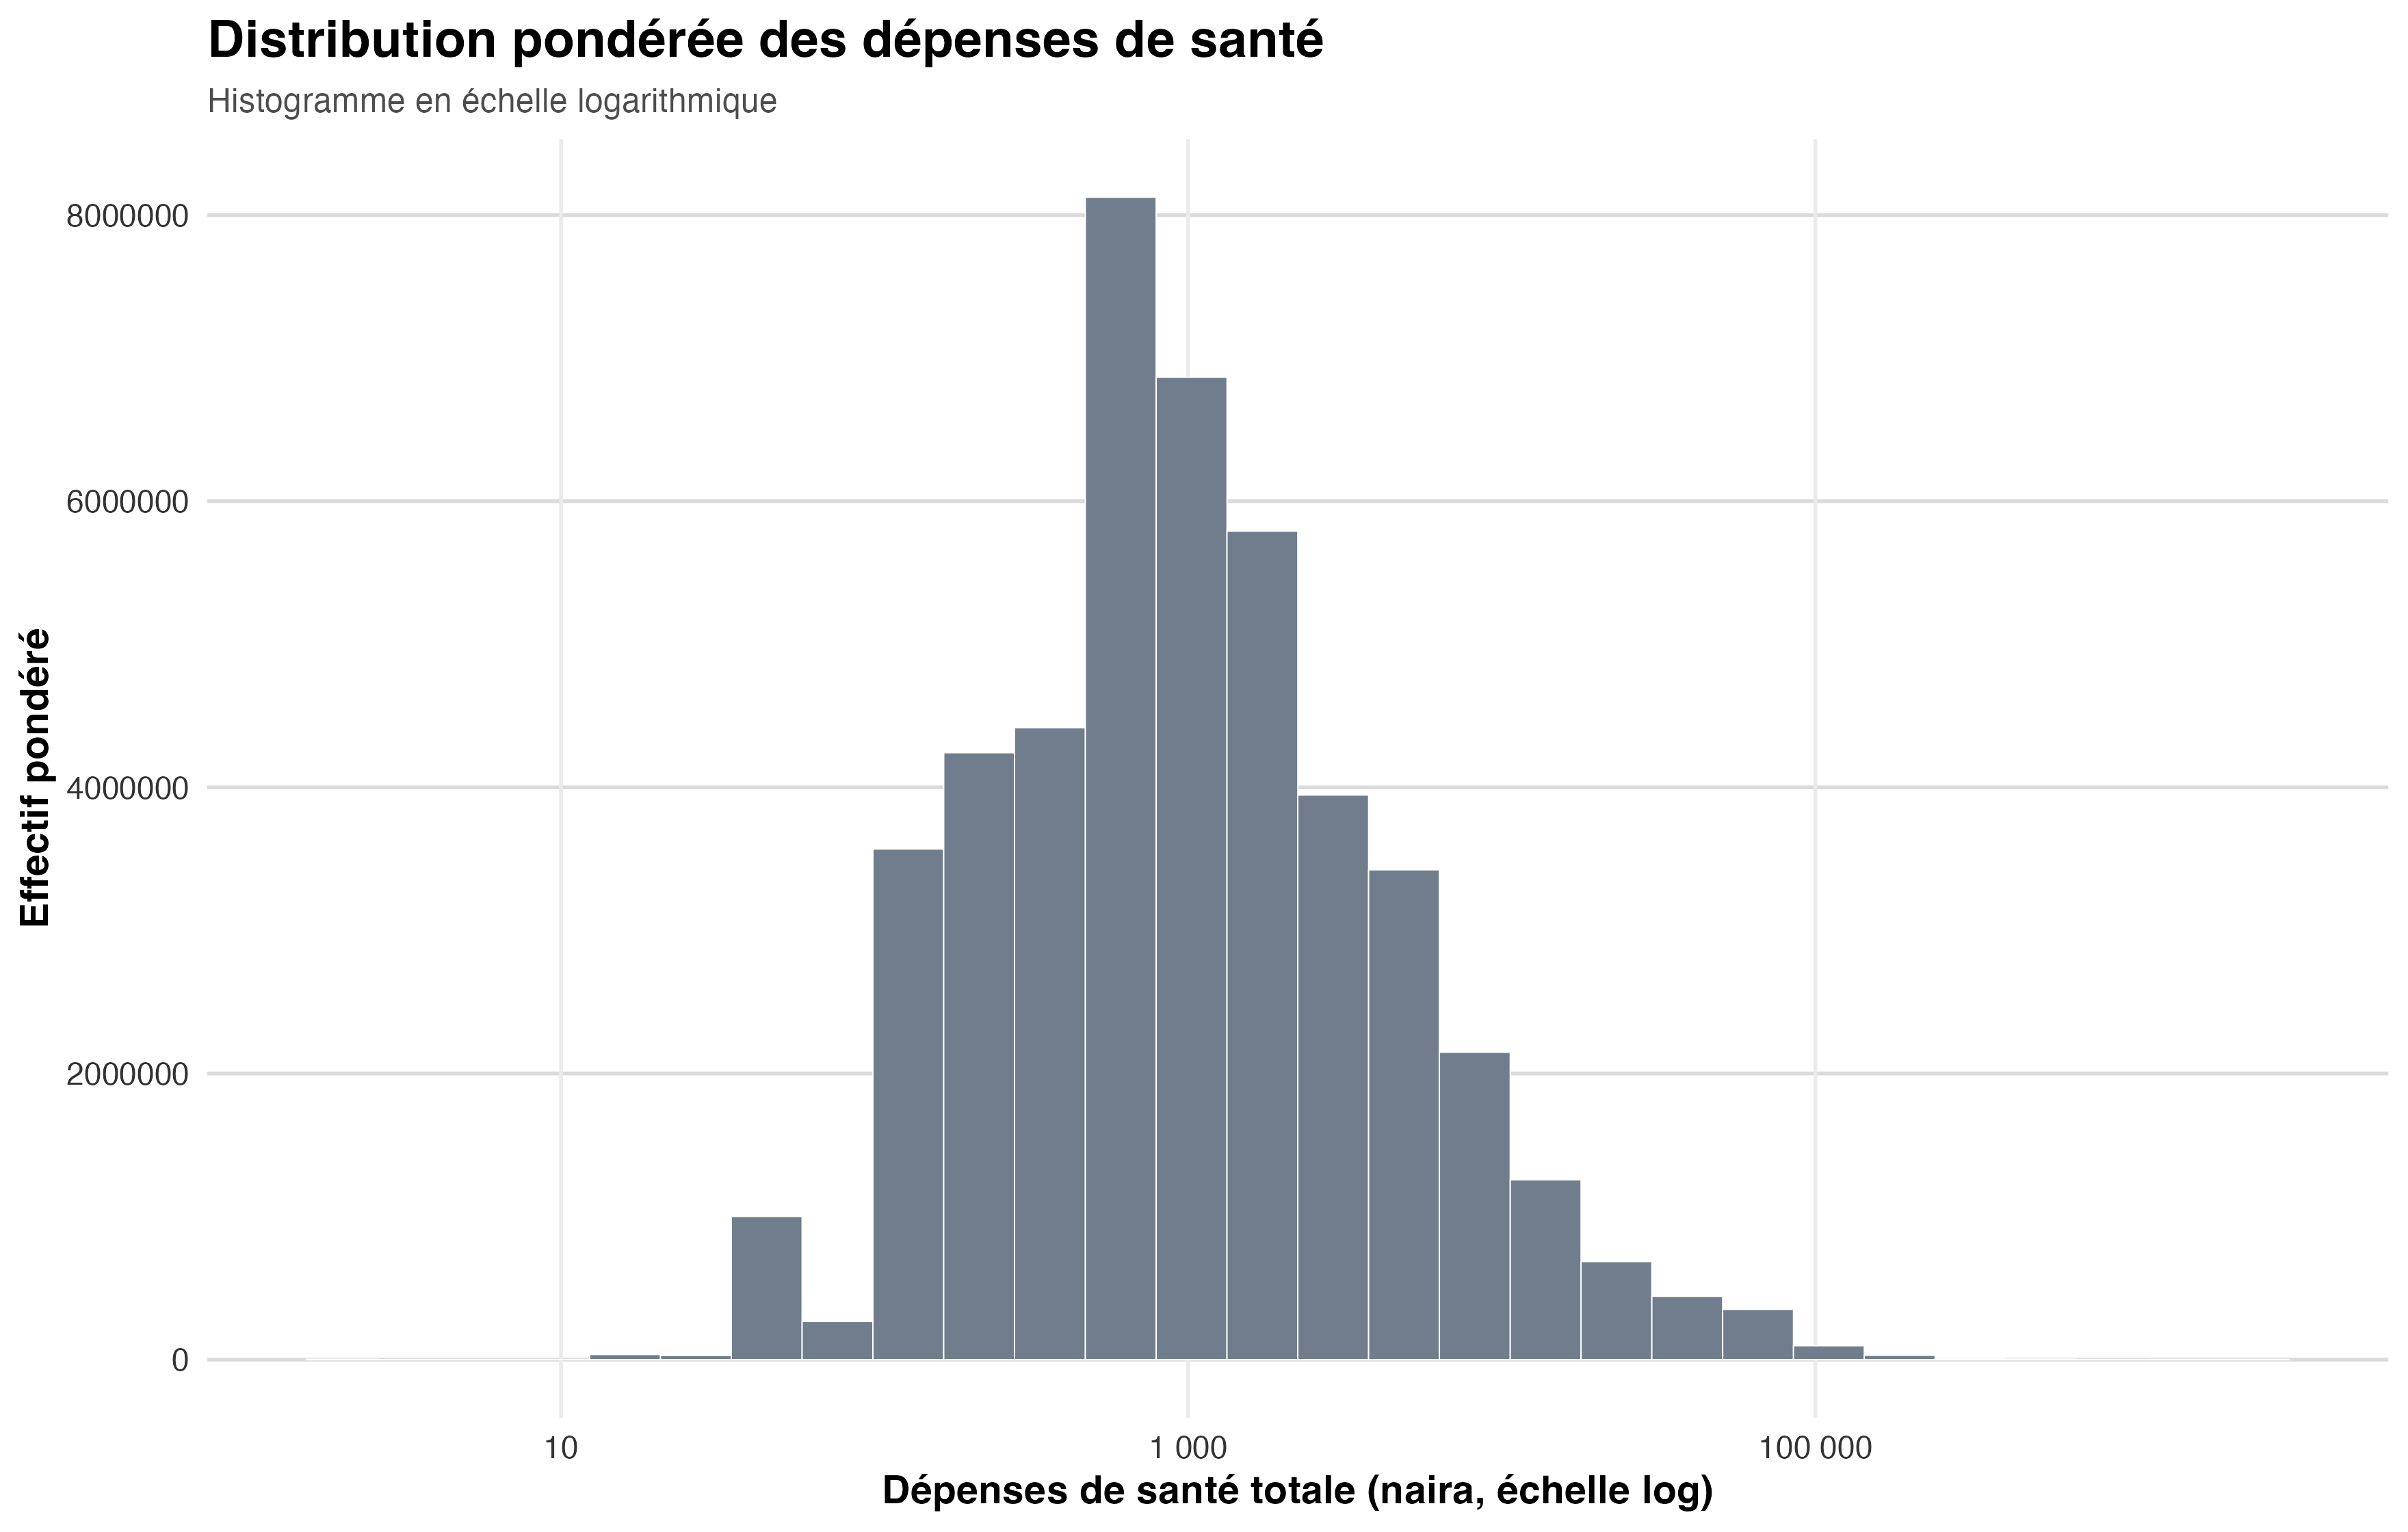 Distribution pondérée des dépenses de santé
Histogramme en échelle logarithmique
Effectif pondéré
8000000
6000000
4000000
2000000
0
10
1 000
100 000
Dépenses de santé totale (naira, échelle log)